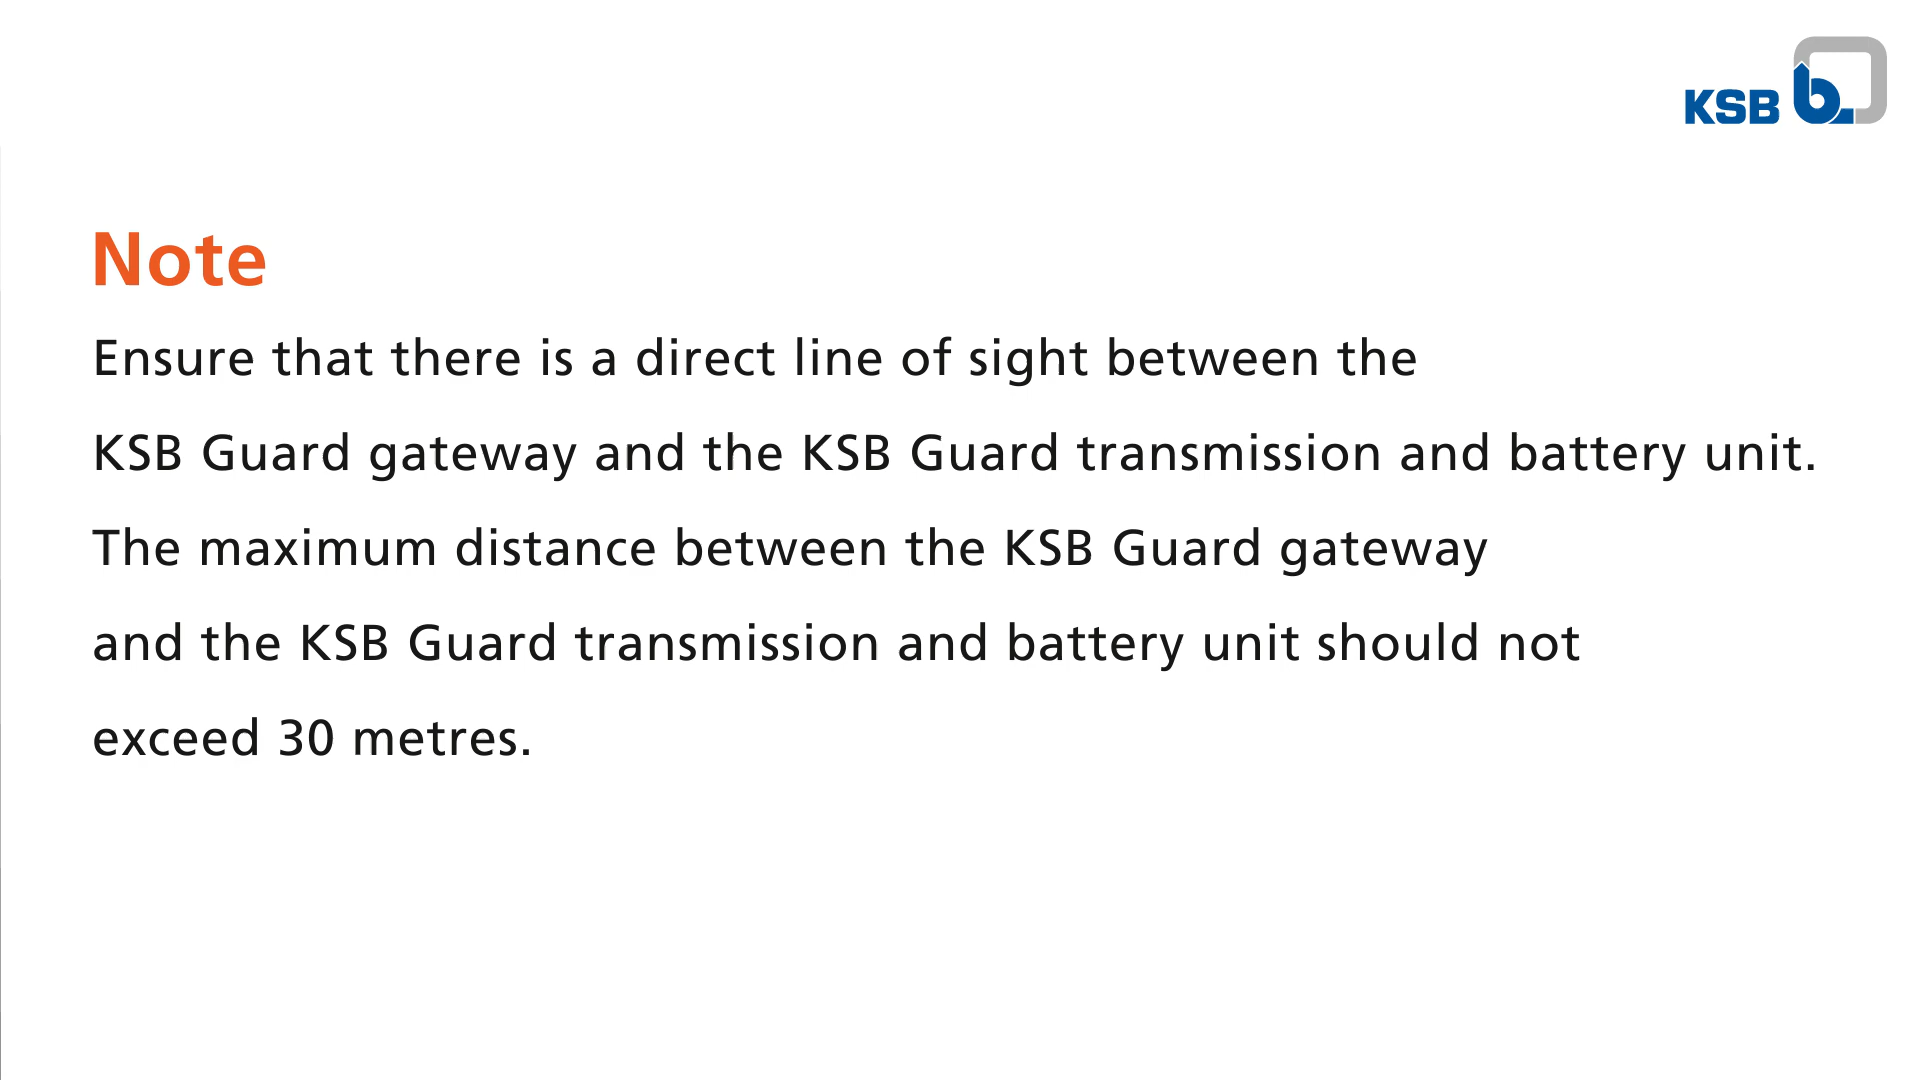 KSB
Note
Ensure that there is a direct line of sight between the
KSB Guard gateway and the KSB Guard transmission and battery unit.
The maximum distance between the KSB Guard gateway
and the KSB Guard transmission and battery unit should not
exceed 30 metres.